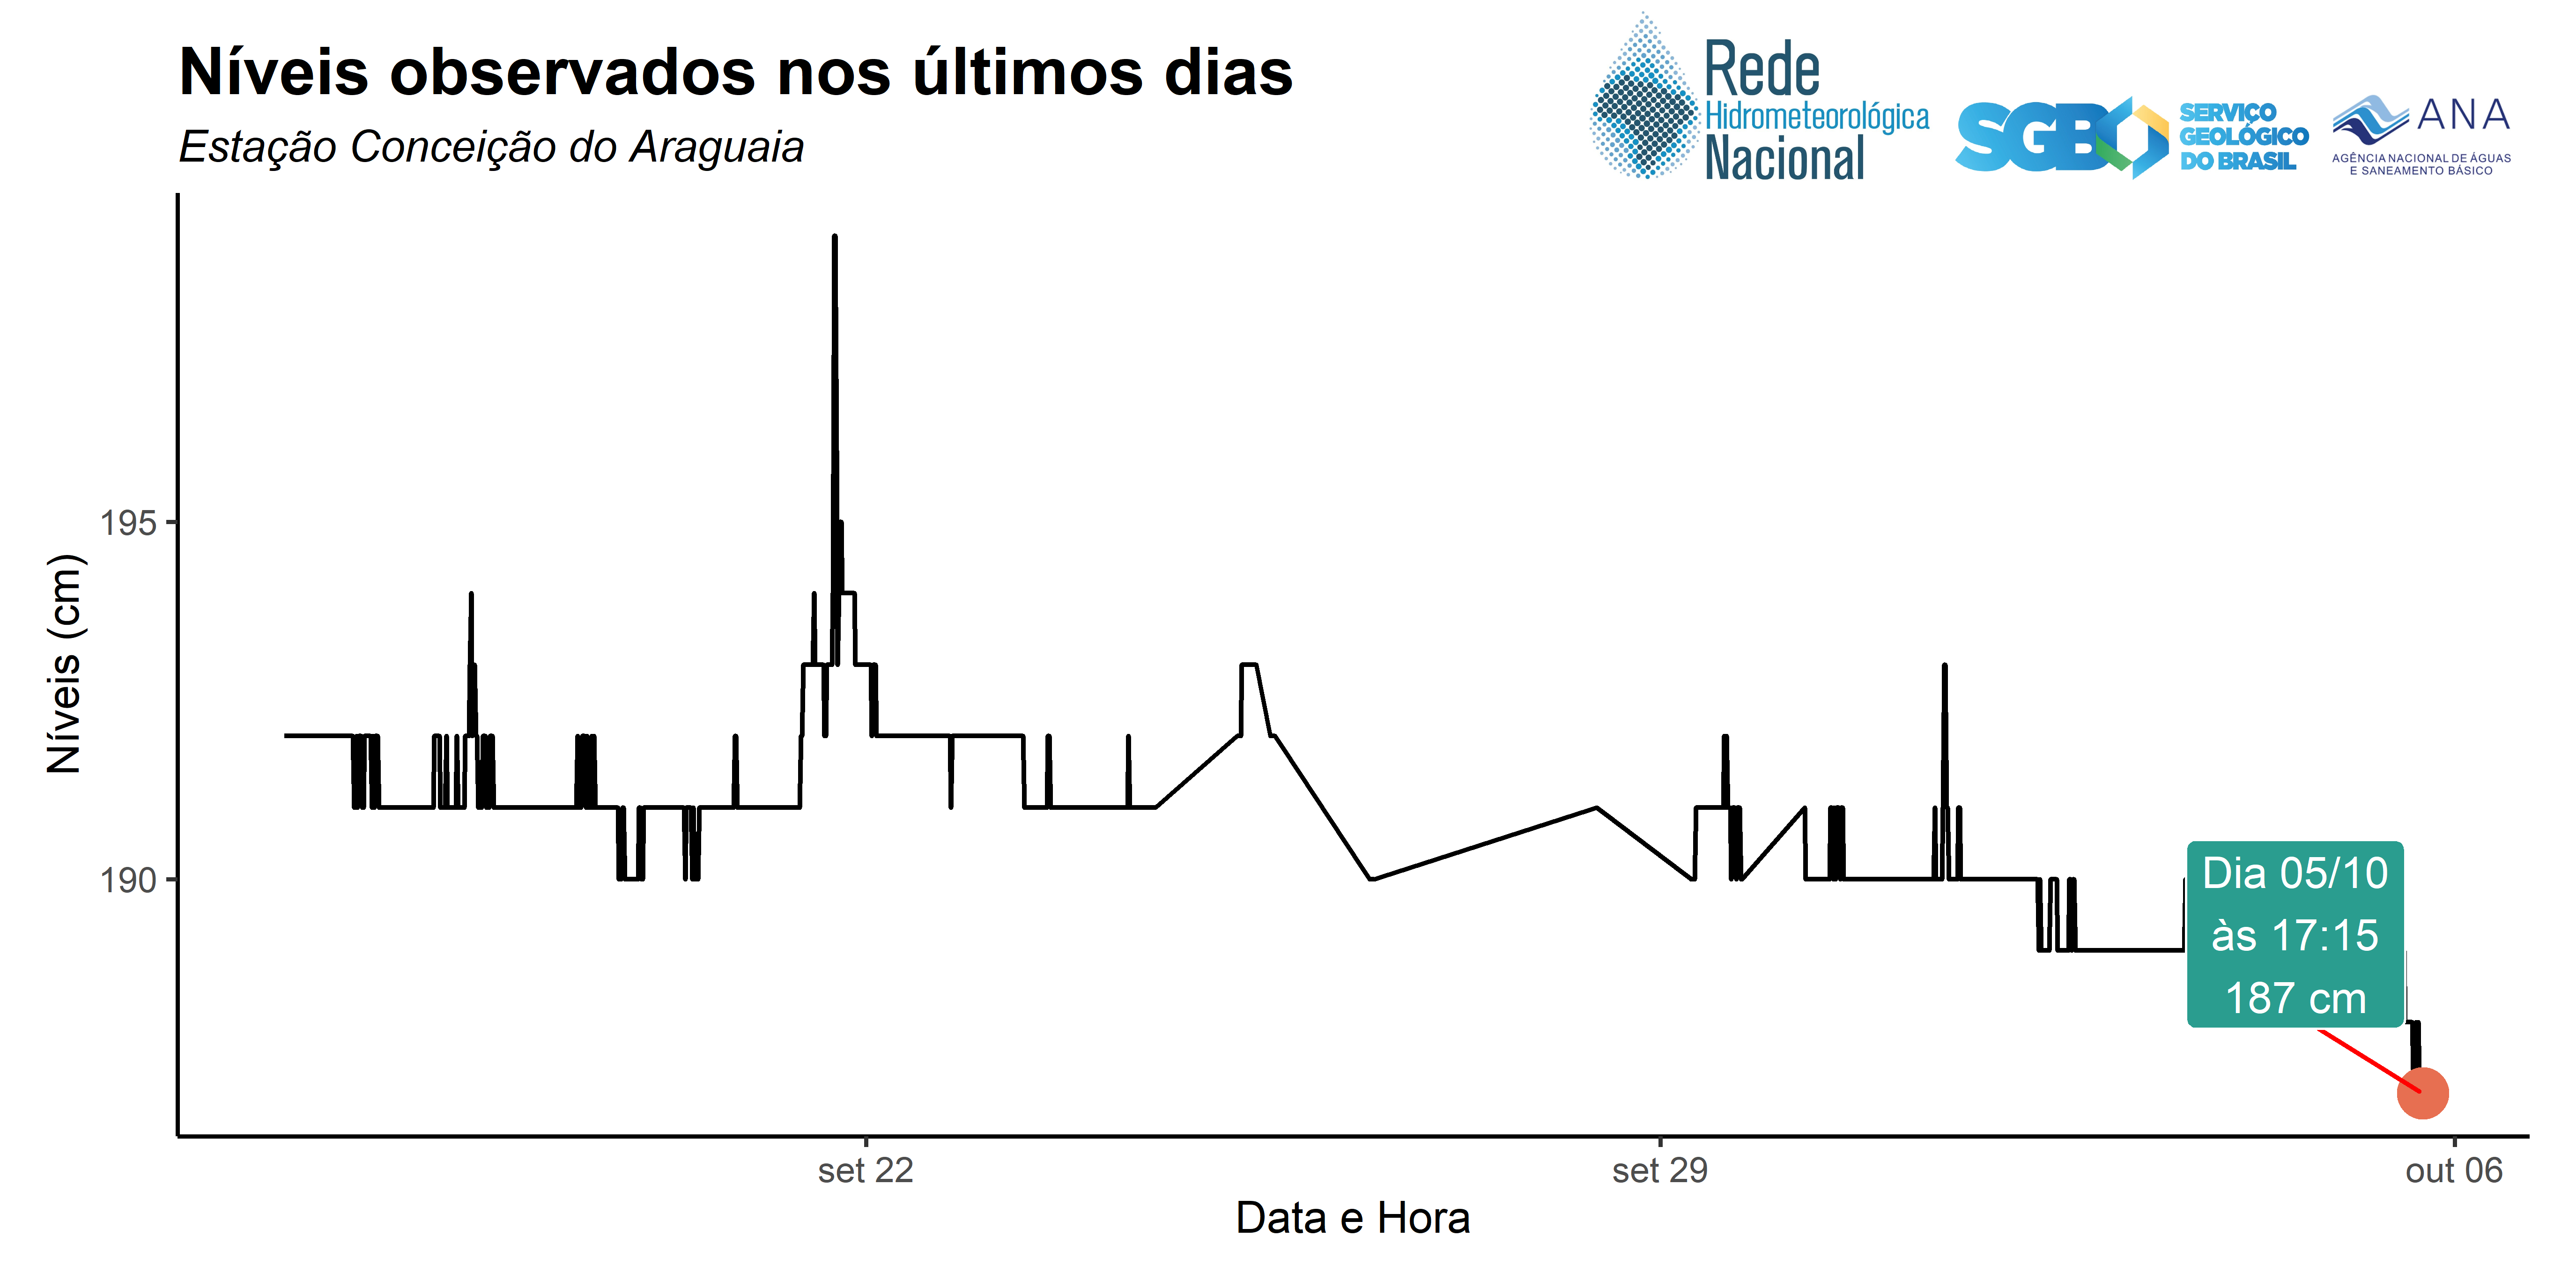 Níveis observados nos últimos dias
Estação Conceição do Araguaia
Rede
Hidrometeorológica
Nacional
SGB
SERVIÇO
GEOLÓGICO
DO BRASIL
ANA
AGÊNCIA NACIONAL DE ÁGUAS
E SANEAMENTO BÁSICO
Níveis (cm)
195
190
Dia 05/10
às 17:15
187 cm
set 22
set 29
out 06
Data e Hora